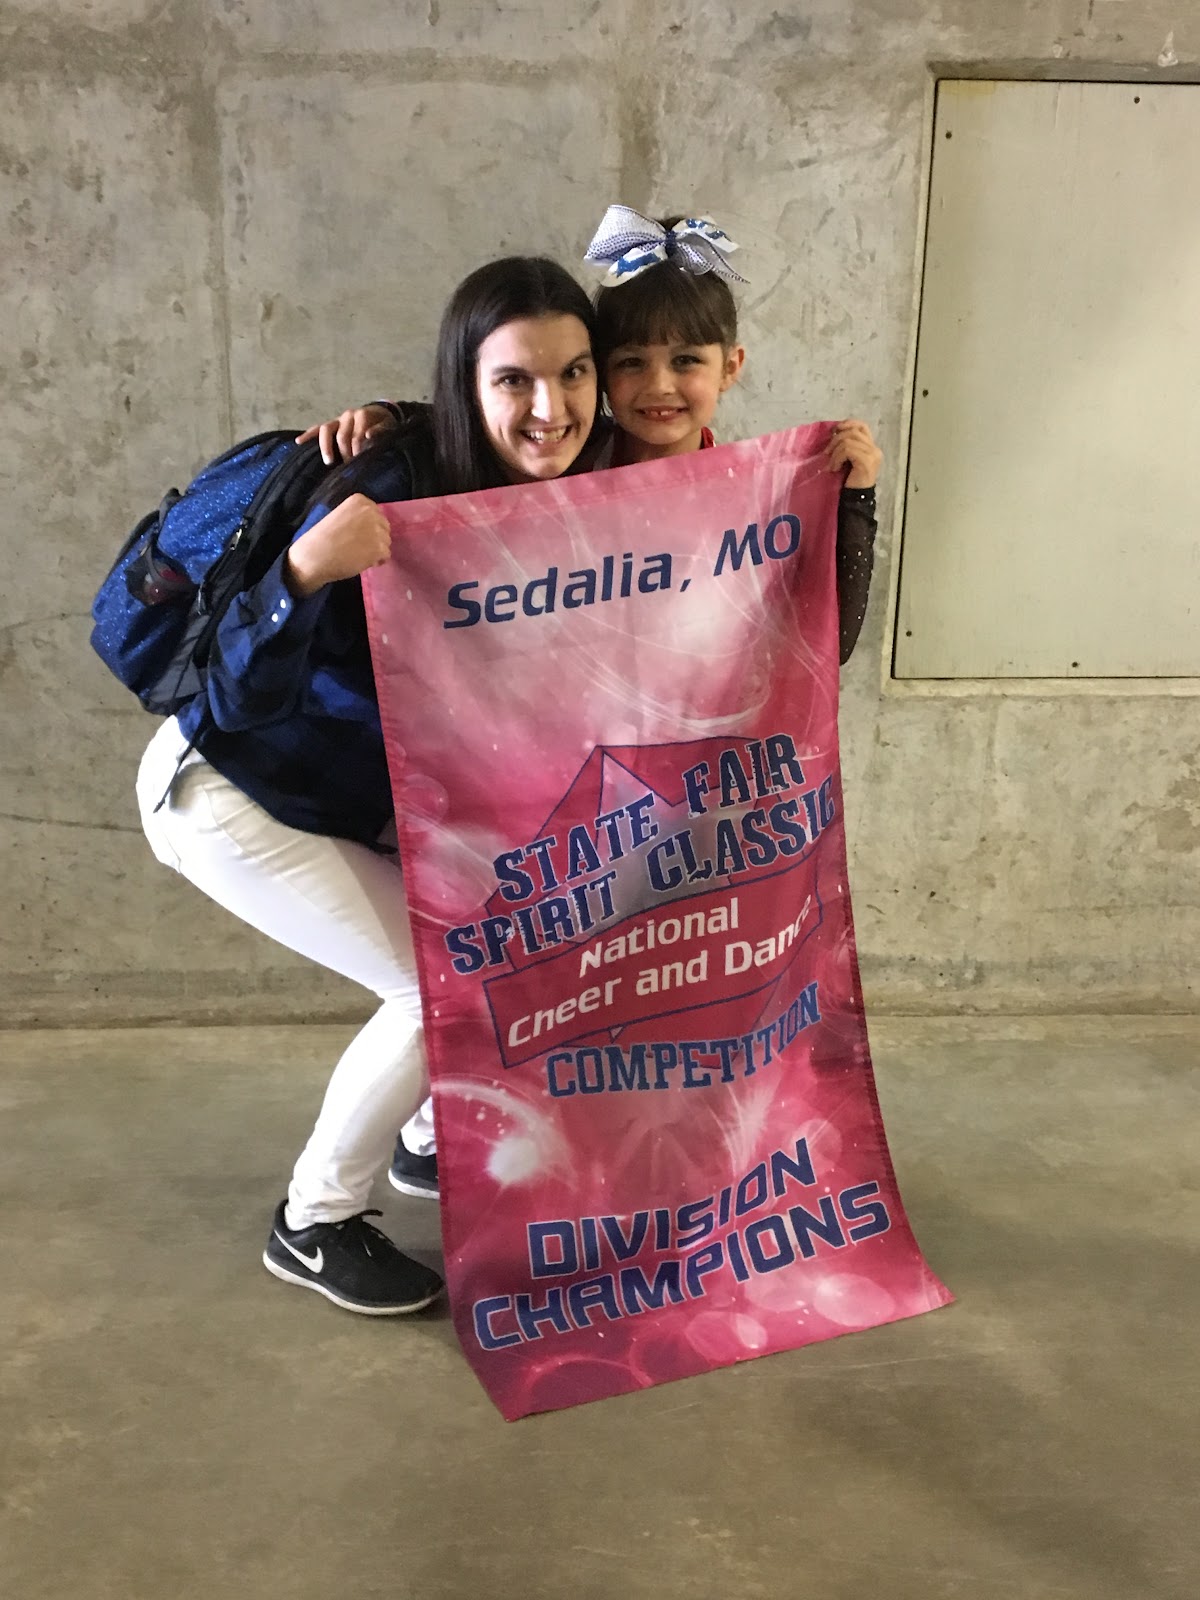 Sedalia, MO
STATE FAIR
SPIRIT CLASSIC
National
Cheer and Dance
COMPETITION
DIVISION
CHAMPIONS